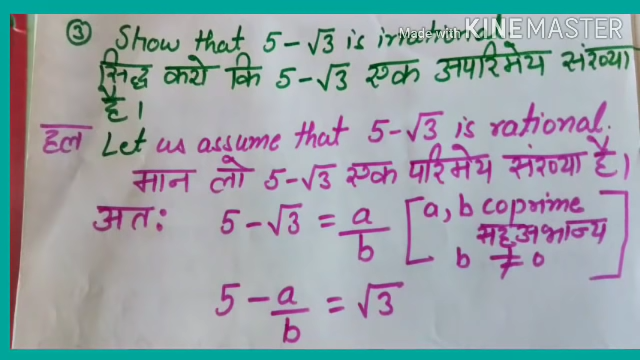 Made with KINEMASTER
③ Show that 5-√3 is irrational
सिद्ध करो कि 5-√3 एक अपरिमेय संख्या
है।
हल Let us assume that 5-√3 is rational.
मान लो 5-√3 एक परिमेय संख्या है।
अतः 5-√3 = a/b [a, b coprime
सहअभाज्य
b ≠ 0]
5 - a/b = √3